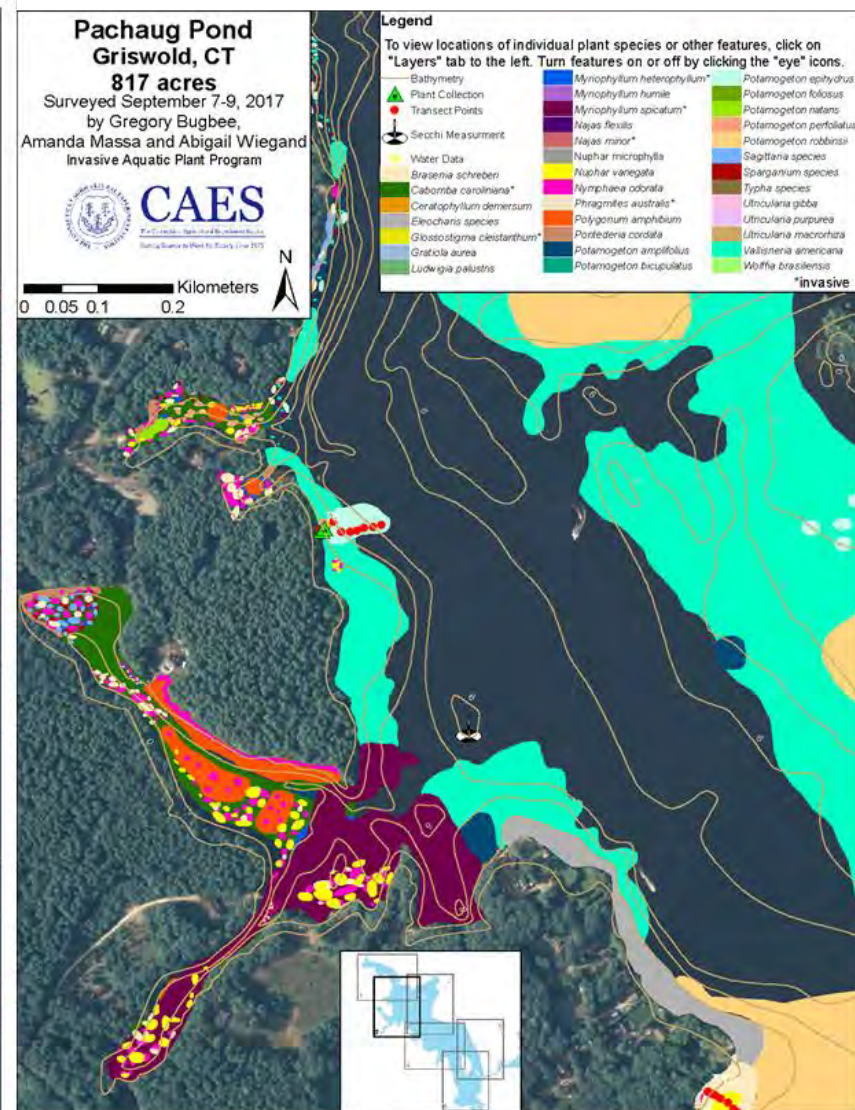 Pachaug Pond
Griswold, CT
817 acres
Surveyed September 7-9, 2017
by Gregory Bugbee,
Amanda Massa and Abigail Wiegand
Invasive Aquatic Plant Program
CAES
N
Kilometers
0 0.05 0.1 0.2
Legend
To view locations of individual plant species or other features, click on
"Layers" tab to the left. Turn features on or off by clicking the "eye" icons.
Bathymetry
Plant Collection
Transect Points
Secchi Measurment
Water Data
Brasenia schreberi
Cabomba caroliniana*
Ceratophyllum demersum
Eleocharis species
Glossostigma cleistanthum*
Gratiola aurea
Ludwigia palustris
Myriophyllum heterophyllum*
Myriophyllum humile
Myriophyllum spicatum*
Najas flexilis
Najas minor*
Nuphar microphylla
Nuphar variegata
Nymphaea odorata
Phragmites australis*
Polygonum amphibium
Pontederia cordata
Potamogeton amplifolius
Potamogeton bicupulatus
Potamogeton epihydrus
Potamogeton foliosus
Potamogeton natans
Potamogeton perfoliatus
Potamogeton robbinsii
Sagittaria species
Sparganium species
Typha species
Utricularia gibba
Utricularia purpurea
Utricularia macrorhiza
Vallisneria americana
Wolffia brasiliensis
*invasive